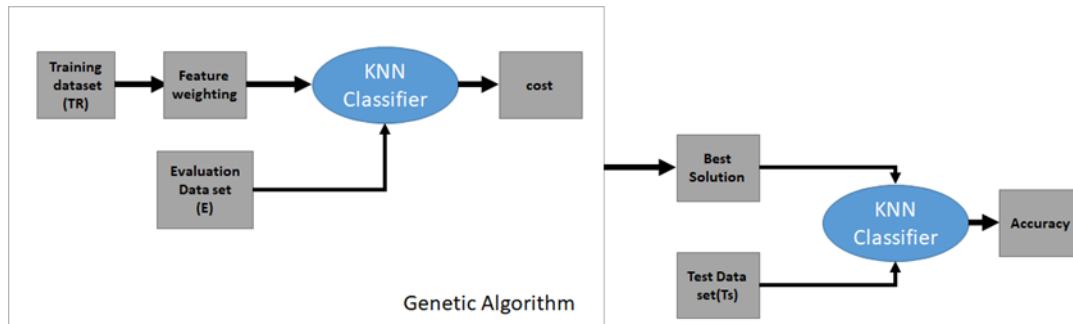 Training
dataset
(TR)
Feature
weighting
KNN
Classifier
cost
Evaluation
Data set
(E)
Genetic Algorithm
Best
Solution
KNN
Classifier
Accuracy
Test Data
set(Ts)